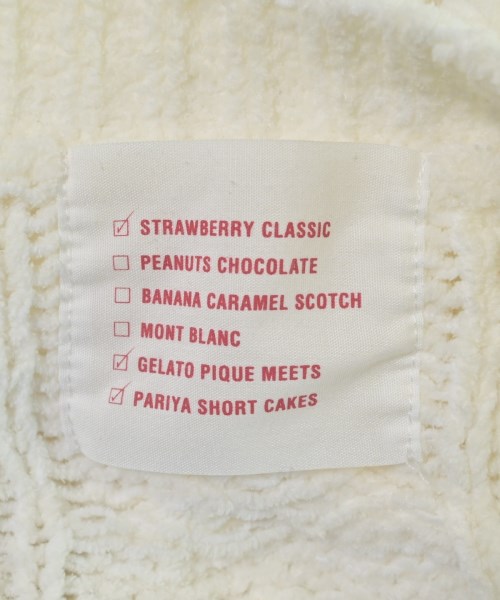 ☑ STRAWBERRY CLASSIC
☐ PEANUTS CHOCOLATE
☐ BANANA CARAMEL SCOTCH
☐ MONT BLANC
☑ GELATO PIQUE MEETS
☑ PARIYA SHORT CAKES